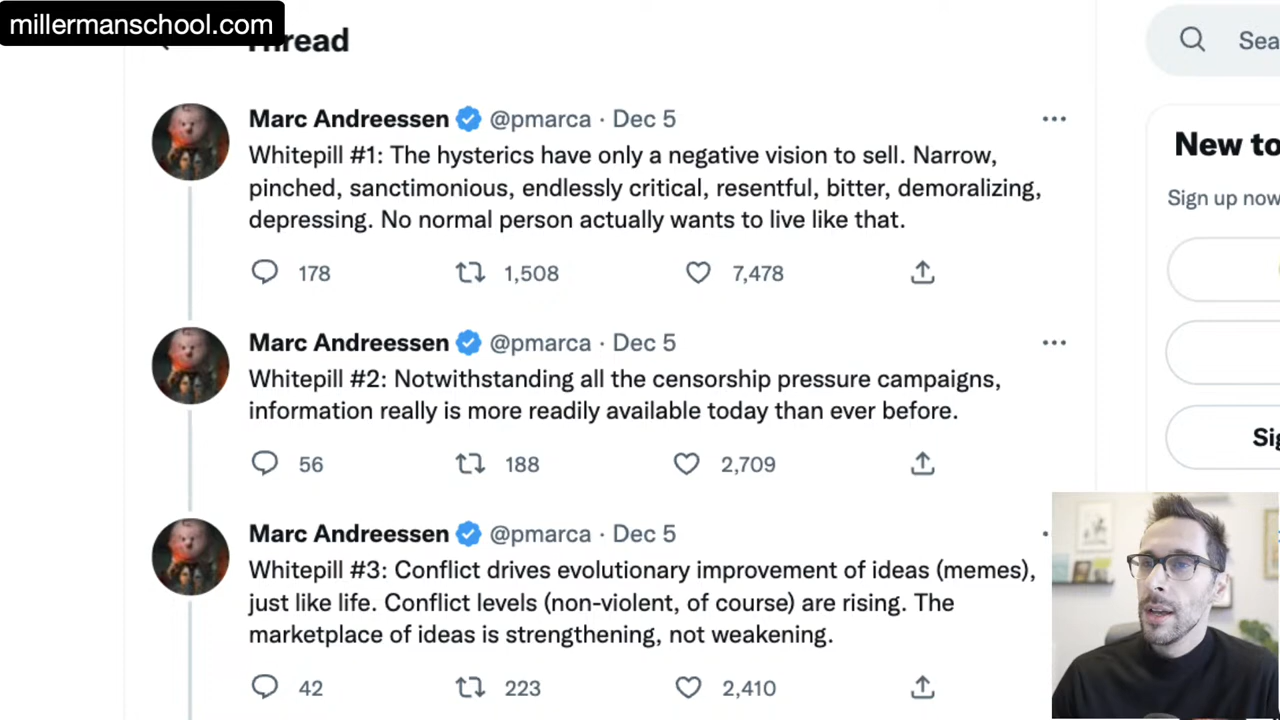 millermanschool.com
Thread
Marc Andreessen @pmarca · Dec 5
Whitepill #1: The hysterics have only a negative vision to sell. Narrow,
pinched, sanctimonious, endlessly critical, resentful, bitter, demoralizing,
depressing. No normal person actually wants to live like that.
178 1,508 7,478
Marc Andreessen @pmarca · Dec 5
Whitepill #2: Notwithstanding all the censorship pressure campaigns,
information really is more readily available today than ever before.
56 188 2,709
Marc Andreessen @pmarca · Dec 5
Whitepill #3: Conflict drives evolutionary improvement of ideas (memes),
just like life. Conflict levels (non-violent, of course) are rising. The
marketplace of ideas is strengthening, not weakening.
42 223 2,410
Sea
New to
Sign up now
Sig